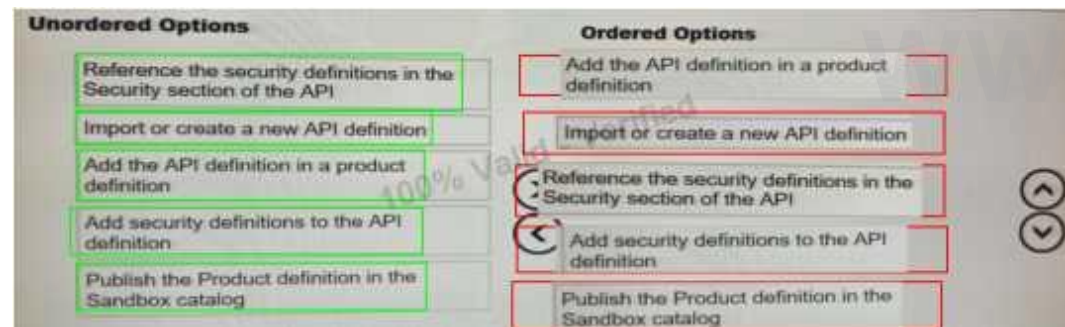 Unordered Options
Reference the security definitions in the
Security section of the API
Import or create a new API definition
Add the API definition in a product
definition
Add security definitions to the API
definition
Publish the Product definition in the
Sandbox catalog
Ordered Options
Add the API definition in a product
definition
Import or create a new API definition
Reference the security definitions in the
Security section of the API
Add security definitions to the API
definition
Publish the Product definition in the
Sandbox catalog
100% Valid